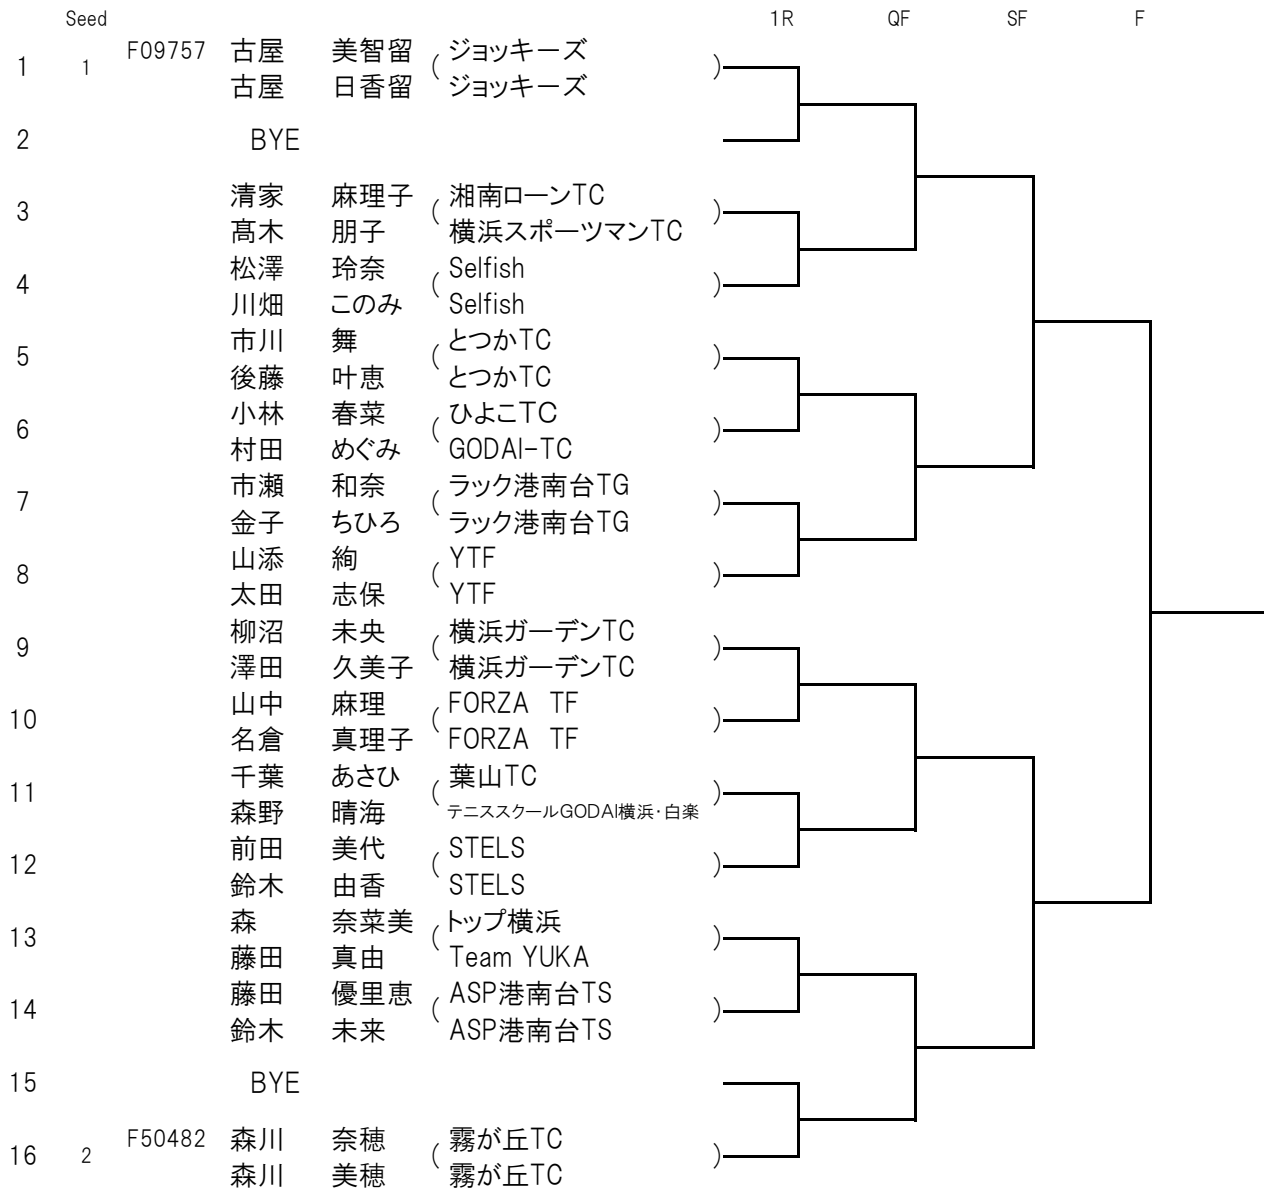 Seed 1R QF SF F
1 1 F09757 古屋 美智留 ( ジョッキーズ )
古屋 日香留 ジョッキーズ
2 BYE
3 清家 麻理子 ( 湘南ローンTC )
髙木 朋子 横浜スポーツマンTC
4 松澤 玲奈 ( Selfish )
川畑 このみ Selfish
5 市川 舞 ( とつかTC )
後藤 叶恵 とつかTC
6 小林 春菜 ( ひよこTC )
村田 めぐみ GODAI-TC
7 市瀬 和奈 ( ラック港南台TG )
金子 ちひろ ラック港南台TG
8 山添 絢 ( YTF )
太田 志保 YTF
9 柳沼 未央 ( 横浜ガーデンTC )
澤田 久美子 横浜ガーデンTC
10 山中 麻理 ( FORZA TF )
名倉 真理子 FORZA TF
11 千葉 あさひ ( 葉山TC )
森野 晴海 テニススクールGODAI横浜・白楽
12 前田 美代 ( STELS )
鈴木 由香 STELS
13 森 奈菜美 ( トップ横浜 )
藤田 真由 Team YUKA
14 藤田 優里恵 ( ASP港南台TS )
鈴木 未来 ASP港南台TS
15 BYE
16 2 F50482 森川 奈穂 ( 霧が丘TC )
森川 美穂 霧が丘TC